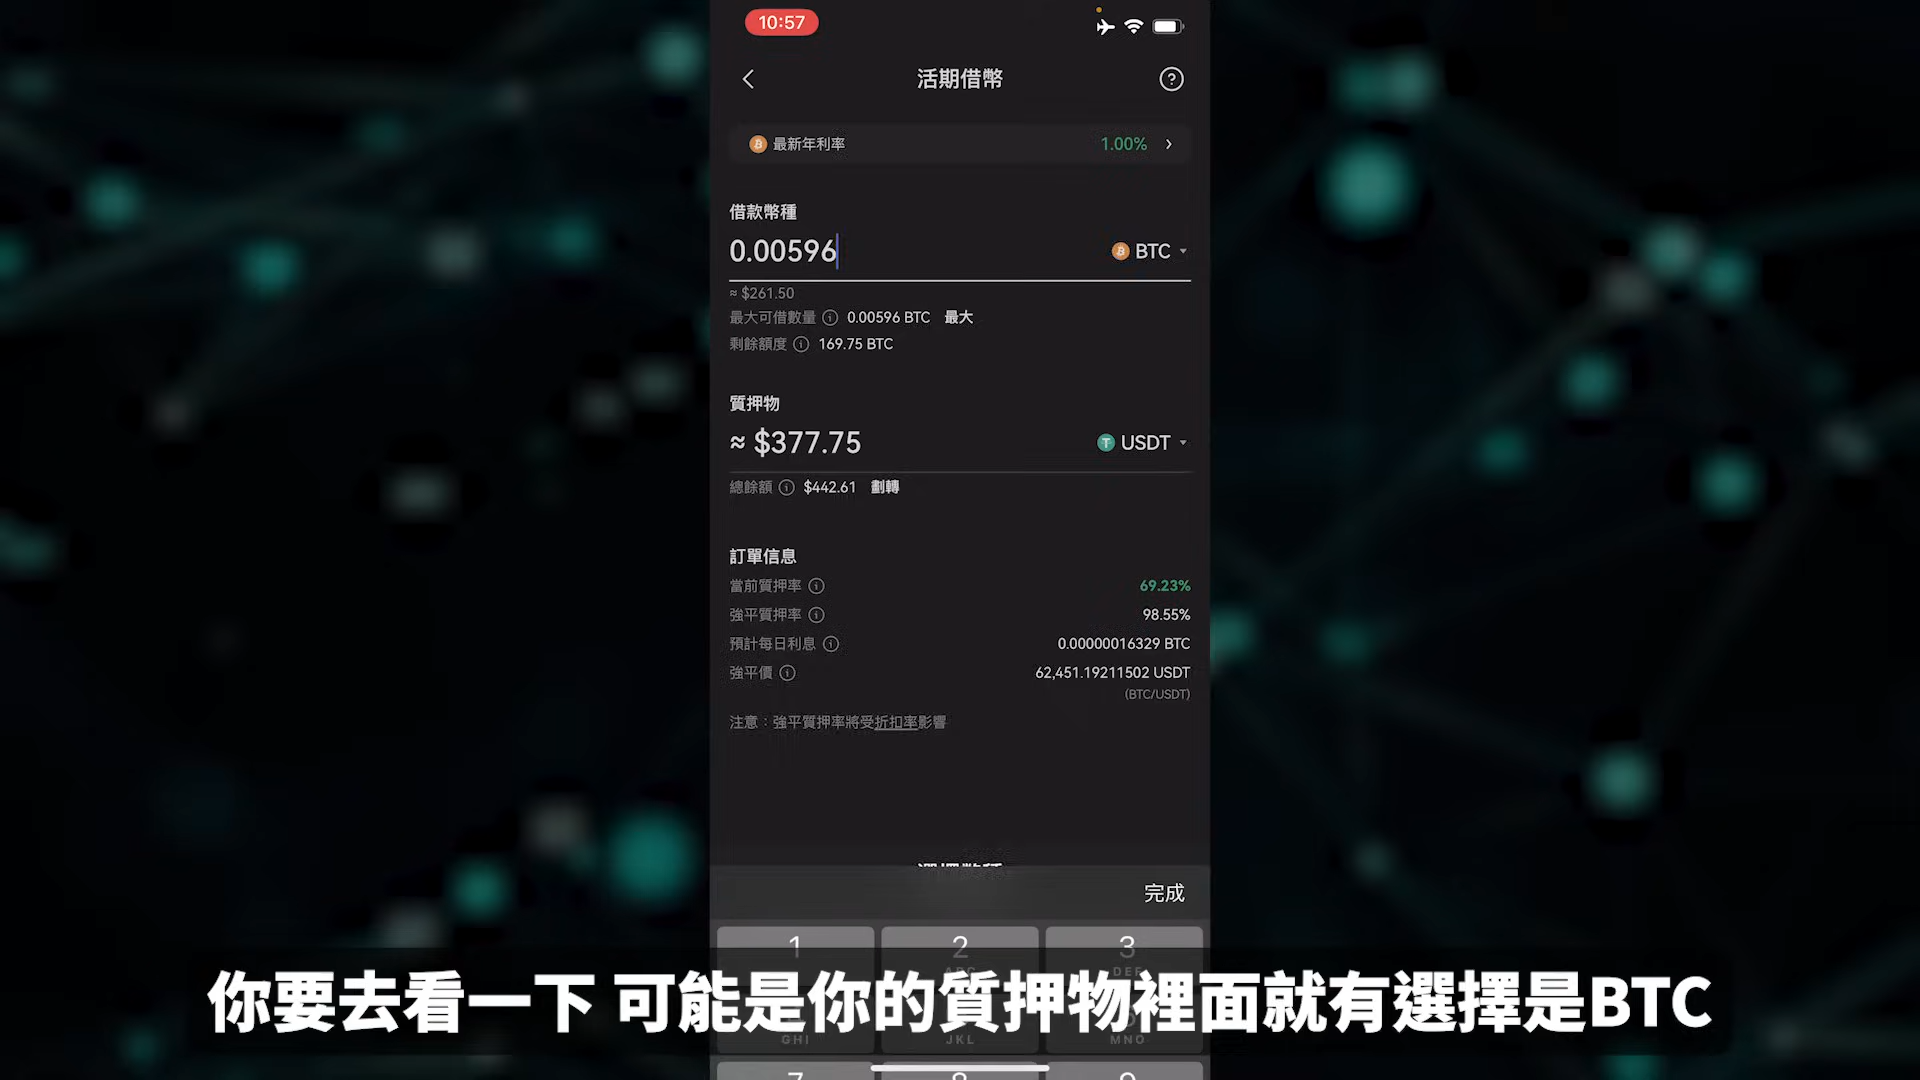 10:57
活期借幣
最新年利率 1.00%
借款幣種
0.00596 BTC
≈ $261.50
最大可借數量 0.00596 BTC 最大
剩餘額度 169.75 BTC
質押物
≈ $377.75 USDT
總餘額 $442.61 劃轉
訂單信息
當前質押率 69.23%
強平質押率 98.55%
預計每日利息 0.00000016329 BTC
強平價 62,451.19211502 USDT
(BTC/USDT)
注意：強平質押率將受折扣率影響
完成
1 2 3
DEF
你要去看一下 可能是你的質押物裡面就有選擇是BTC
GHI JKL MNO